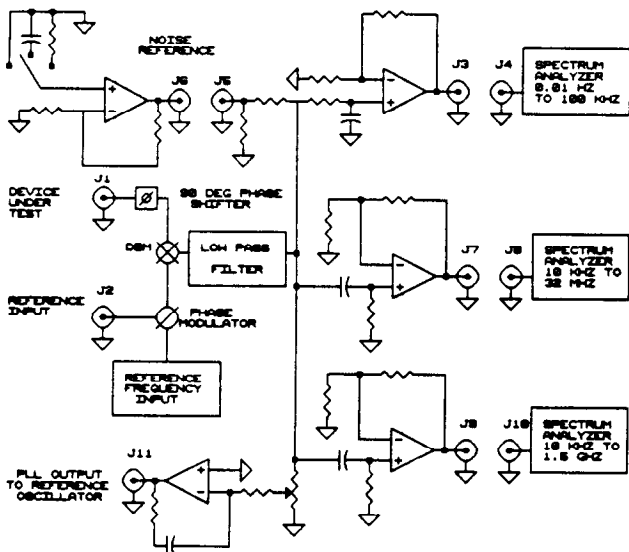 NOISE
REFERENCE
J6
J5
J3
J4
SPECTRUM
ANALYZER
0.01 HZ
TO 100 KHZ
+
−
−
+
J1
DEVICE
UNDER
TEST
Ø
90 DEG PHASE
SHIFTER
DBM
LOW PASS
FILTER
J7
J8
SPECTRUM
ANALYZER
10 KHZ TO
32 MHZ
−
+
REFERENCE
INPUT
J2
PHASE
MODULATOR
REFERENCE
FREQUENCY
INPUT
J9
J10
SPECTRUM
ANALYZER
10 KHZ TO
1.5 GHZ
−
+
J11
PLL OUTPUT
TO REFERENCE
OSCILLATOR
+
−